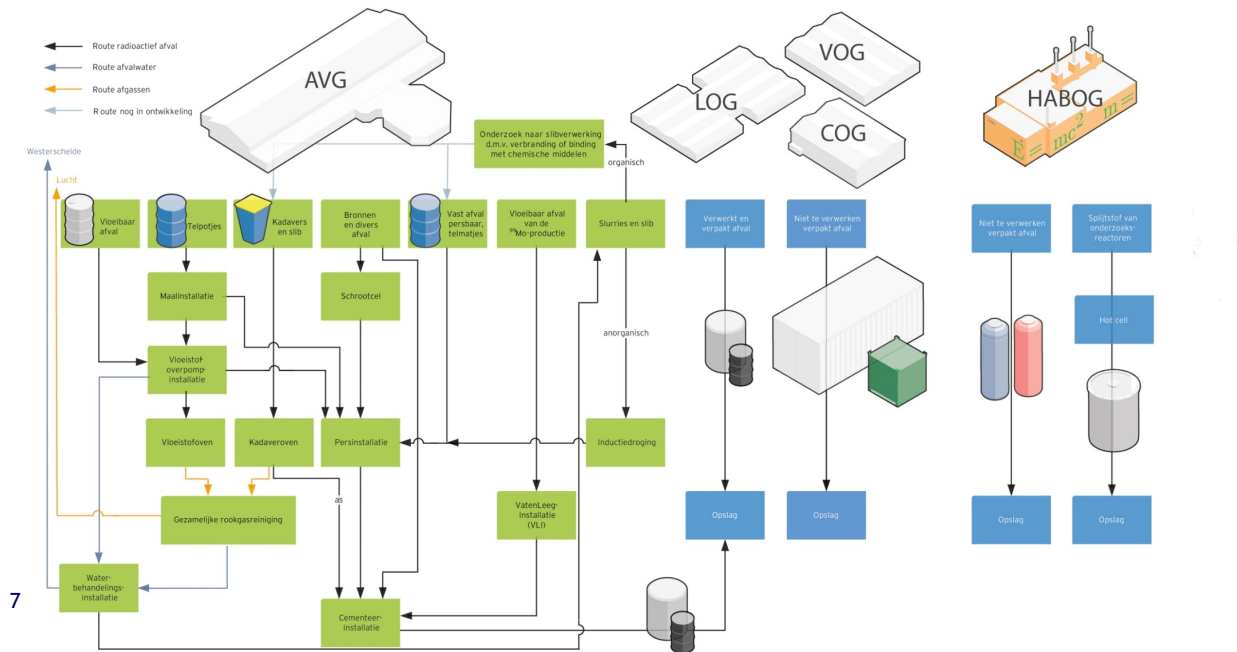 Route radioactief afval
Route afvalwater
Route afgassen
Route nog in ontwikkeling
AVG
LOG
VOG
COG
HABOG
E= mc² m=
Westerschelde
Lucht
Onderzoek naar slibverwerking
d.m.v. verbranding of binding
met chemische middelen
organisch
Vloeibaar
afval
Telpotjes
Kadavers
en slib
Bronnen
en divers
afval
Vast afval
persbaar,
telmatjes
Vloeibaar afval
van de
⁹⁹Mo-productie
Slurries en slib
Verwerkt en
verpakt afval
Niet te verwerken
verpakt afval
Niet te verwerken
verpakt afval
Splijtstof van
onderzoeks-
reactoren
Maalinstallatie
Schrootcel
anorganisch
Hot cell
Vloeistof-
overpomp-
installatie
Vloeistofoven
Kadaveroven
Persinstallatie
Inductiedroging
as
Gezamelijke rookgasreiniging
VatenLeeg-
Installatie
(VLI)
Opslag
Opslag
Opslag
Opslag
Water-
behandelings-
installatie
7
Cementeer-
installatie